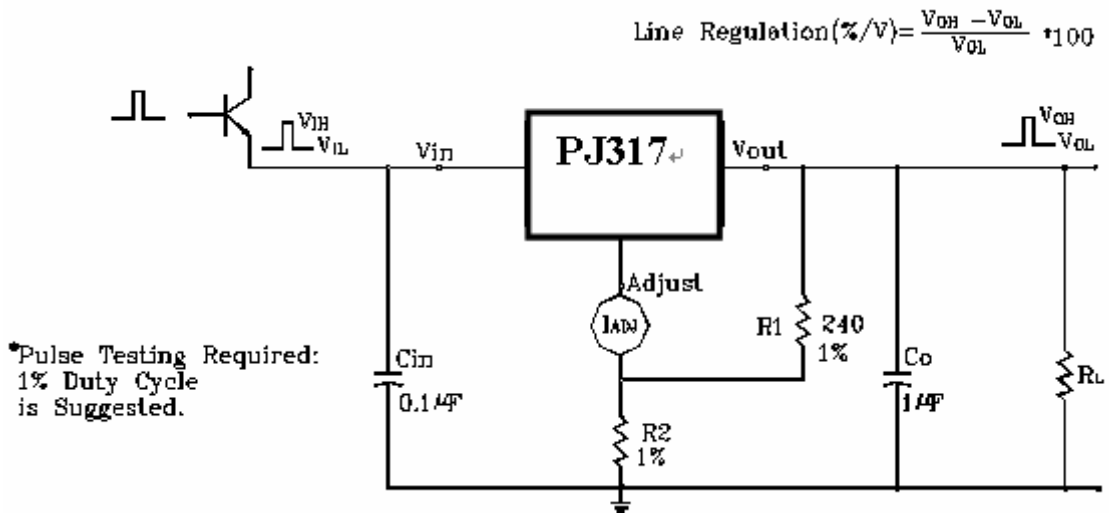 Line Regulation(%/V)= VOH -VOL / VOL *100
VIH
VIL
Vin
PJ317
Vout
VOH
VOL
Adjust
IADJ
R1
240
1%
*Pulse Testing Required:
1% Duty Cycle
is Suggested.
Cin
0.1μF
R2
1%
Co
1μF
RL